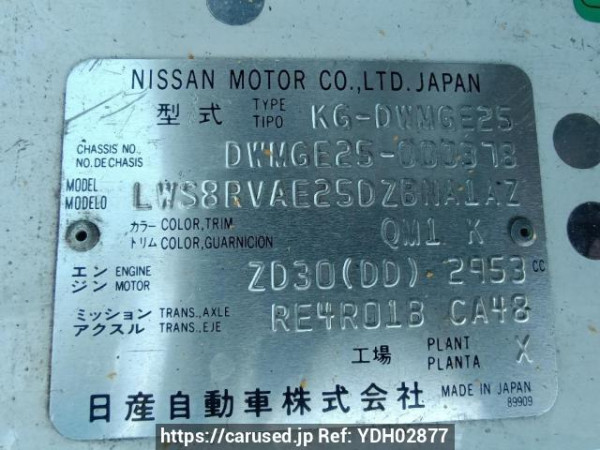 NISSAN MOTOR CO.,LTD. JAPAN
型式 TYPE TIPO KG-DWMGE25
CHASSIS NO. NO.DE CHASIS DWMGE25-000378
MODEL MODELO LWS8RVAE25DZBNA1AZ
カラー COLOR,TRIM
トリム COLOR,GUARNICION QM1 K
エンジン ENGINE MOTOR ZD30(DD) 2953 CC
ミッション TRANS.,AXLE
アクスル TRANS.,EJE RE4R01B CA48
工場 PLANT PLANTA X
日産自動車株式会社 MADE IN JAPAN
89909
https://carused.jp Ref: YDH02877